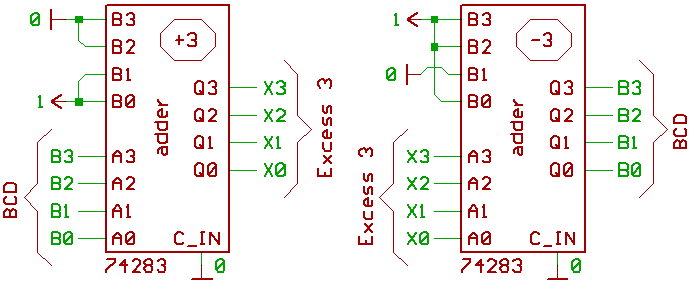 0 B3 1 B3
B2 B2
+3 -3
B1 0 B1
1 B0 B0
Q3 X3 Q3 B3
Q2 X2 Q2 B2
Q1 X1 Q1 B1
Q0 X0 Q0 B0
adder adder
Excess 3 BCD
B3 A3 X3 A3
B2 A2 X2 A2
B1 A1 X1 A1
B0 A0 C_IN X0 A0 C_IN
BCD Excess 3
74283 0 74283 0